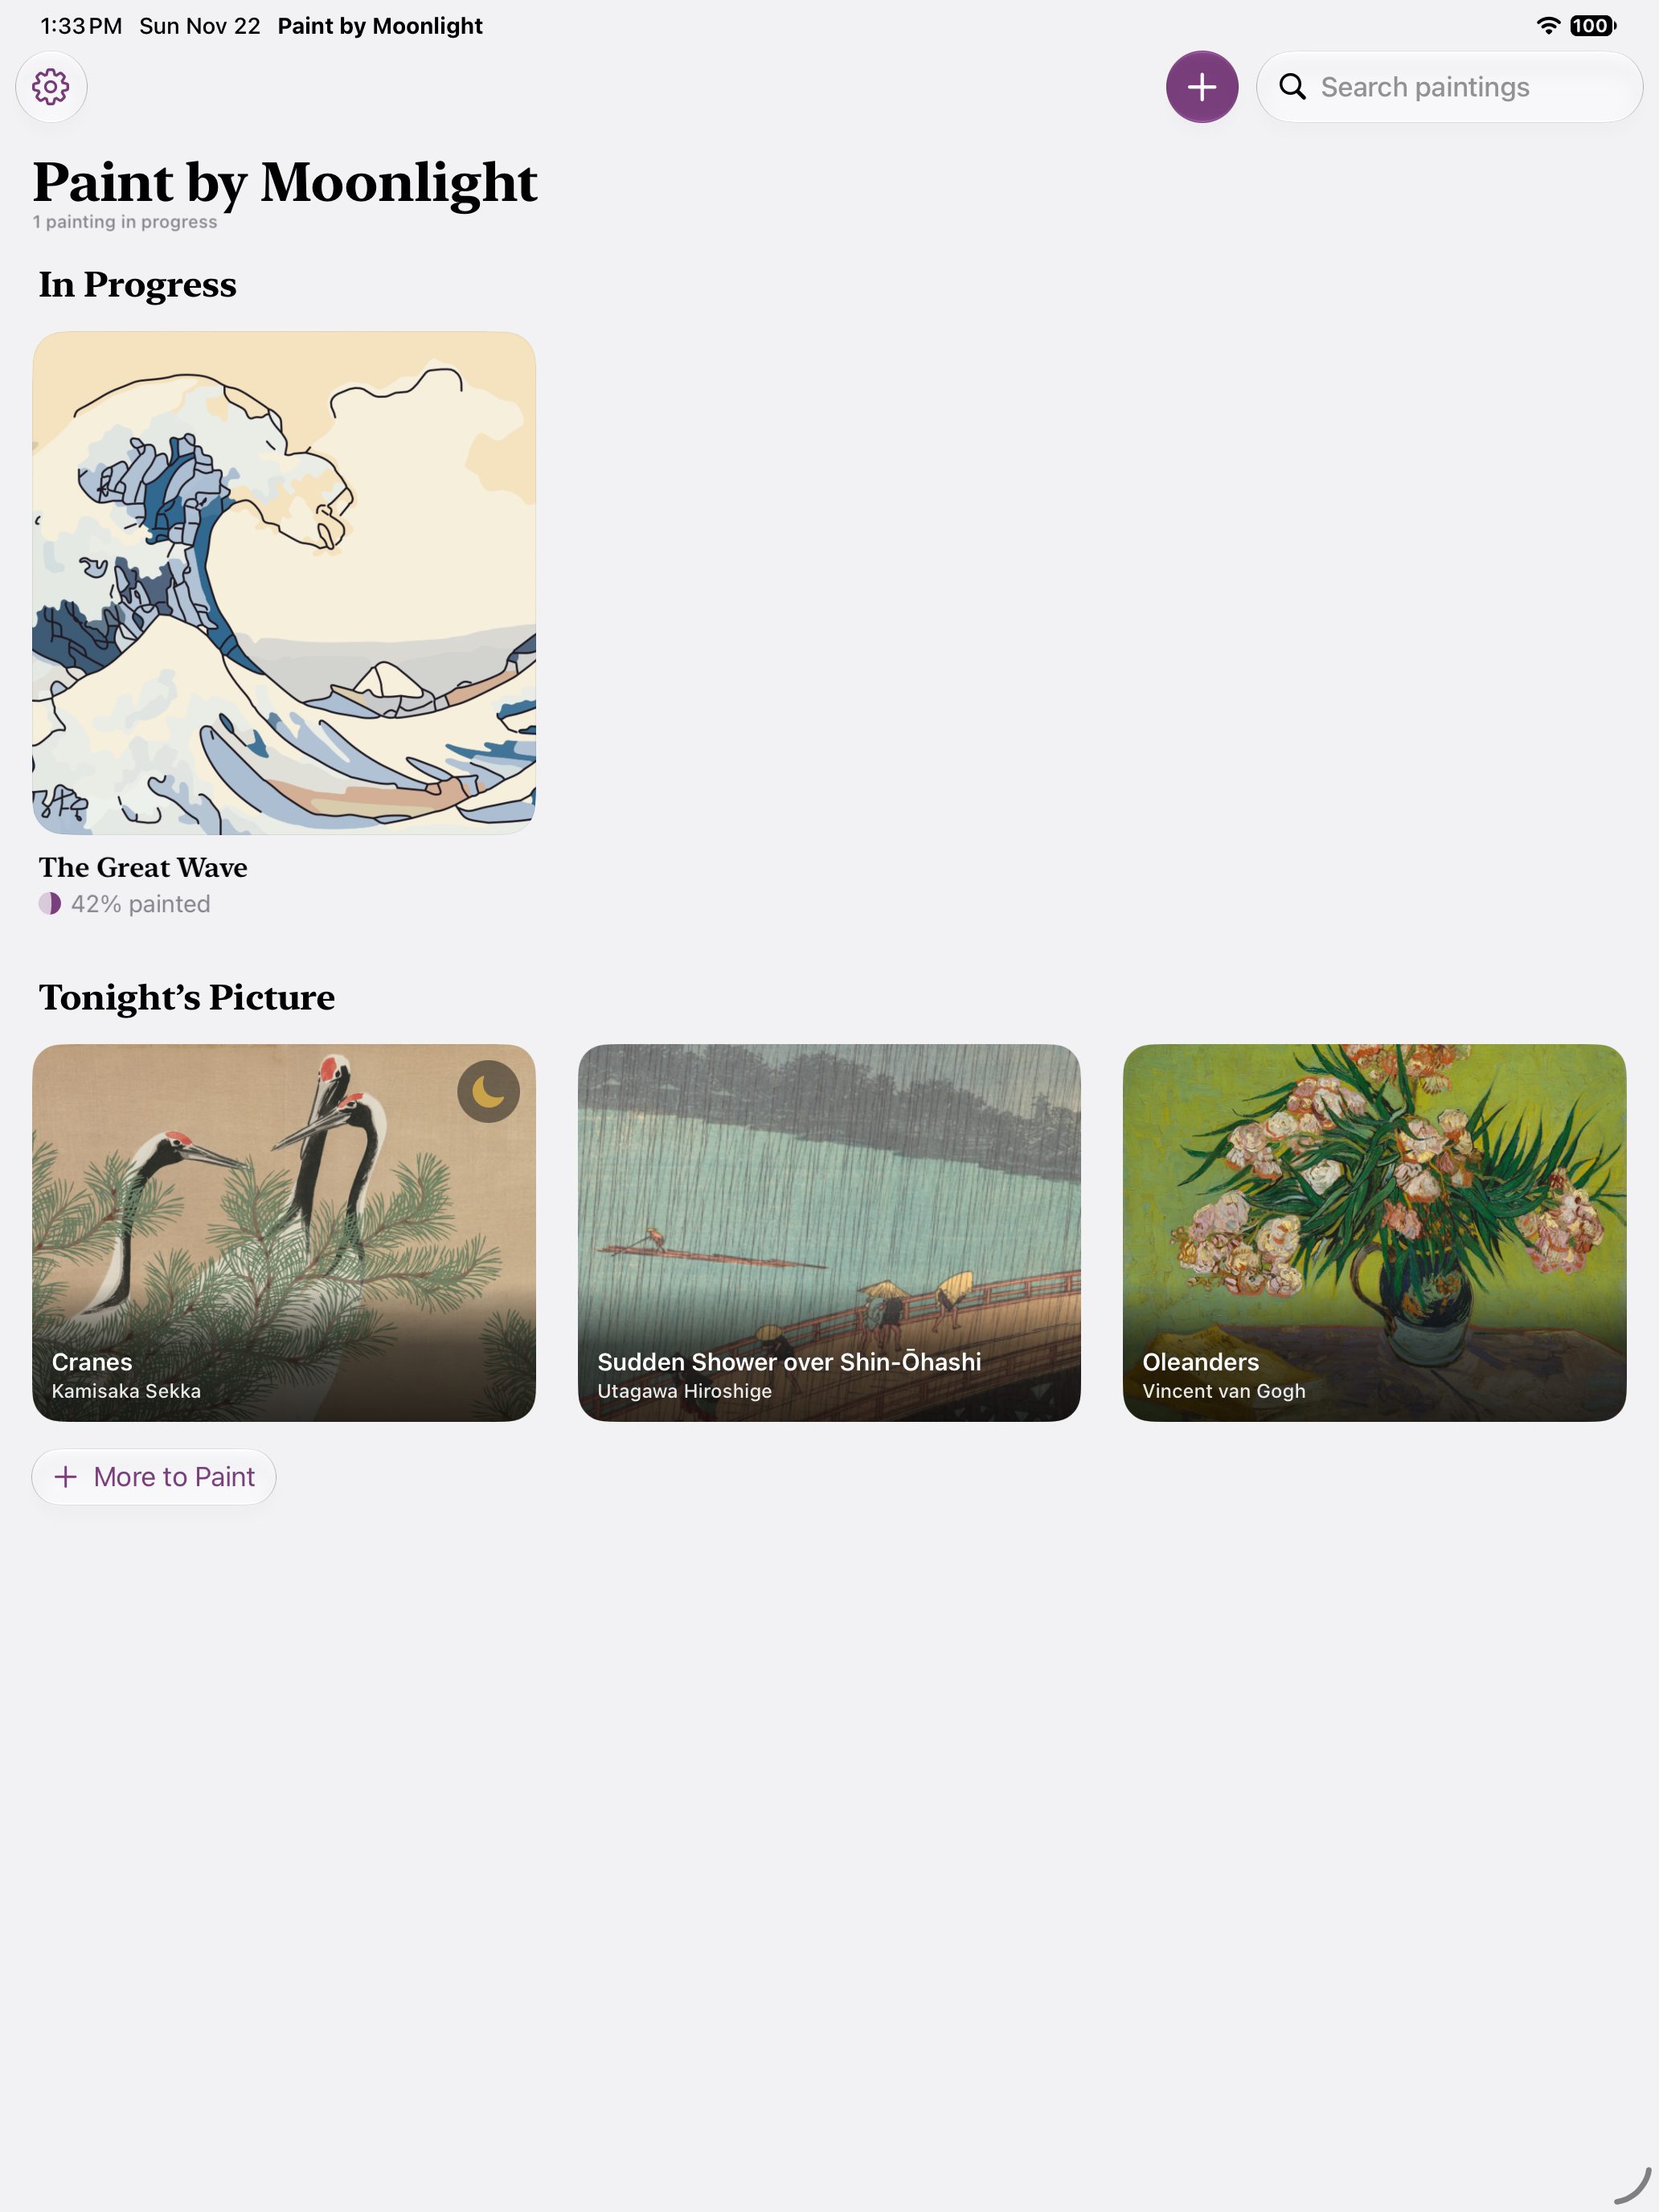 1:33 PM Sun Nov 22 Paint by Moonlight
100
Search paintings
Paint by Moonlight
1 painting in progress
In Progress
The Great Wave
42% painted
Tonight’s Picture
Cranes
Kamisaka Sekka
Sudden Shower over Shin-Ōhashi
Utagawa Hiroshige
Oleanders
Vincent van Gogh
More to Paint